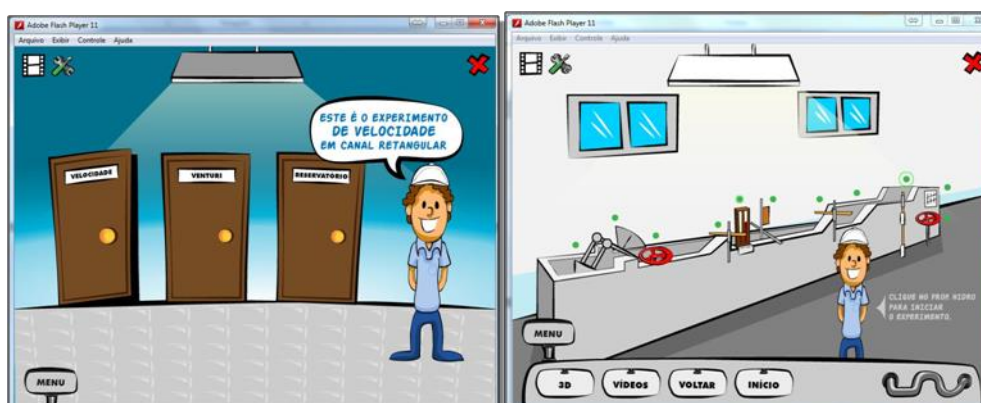 Adobe Flash Player 11
Arquivo Exibir Controle Ajuda
ESTE É O EXPERIMENTO
DE VELOCIDADE
EM CANAL RETANGULAR
VELOCIDADE
VENTURI
RESERVATÓRIO
MENU
Adobe Flash Player 11
Arquivo Exibir Controle Ajuda
CLIQUE NO PROF. HIDRO
PARA INICIAR
O EXPERIMENTO.
MENU
3D
VÍDEOS
VOLTAR
INÍCIO